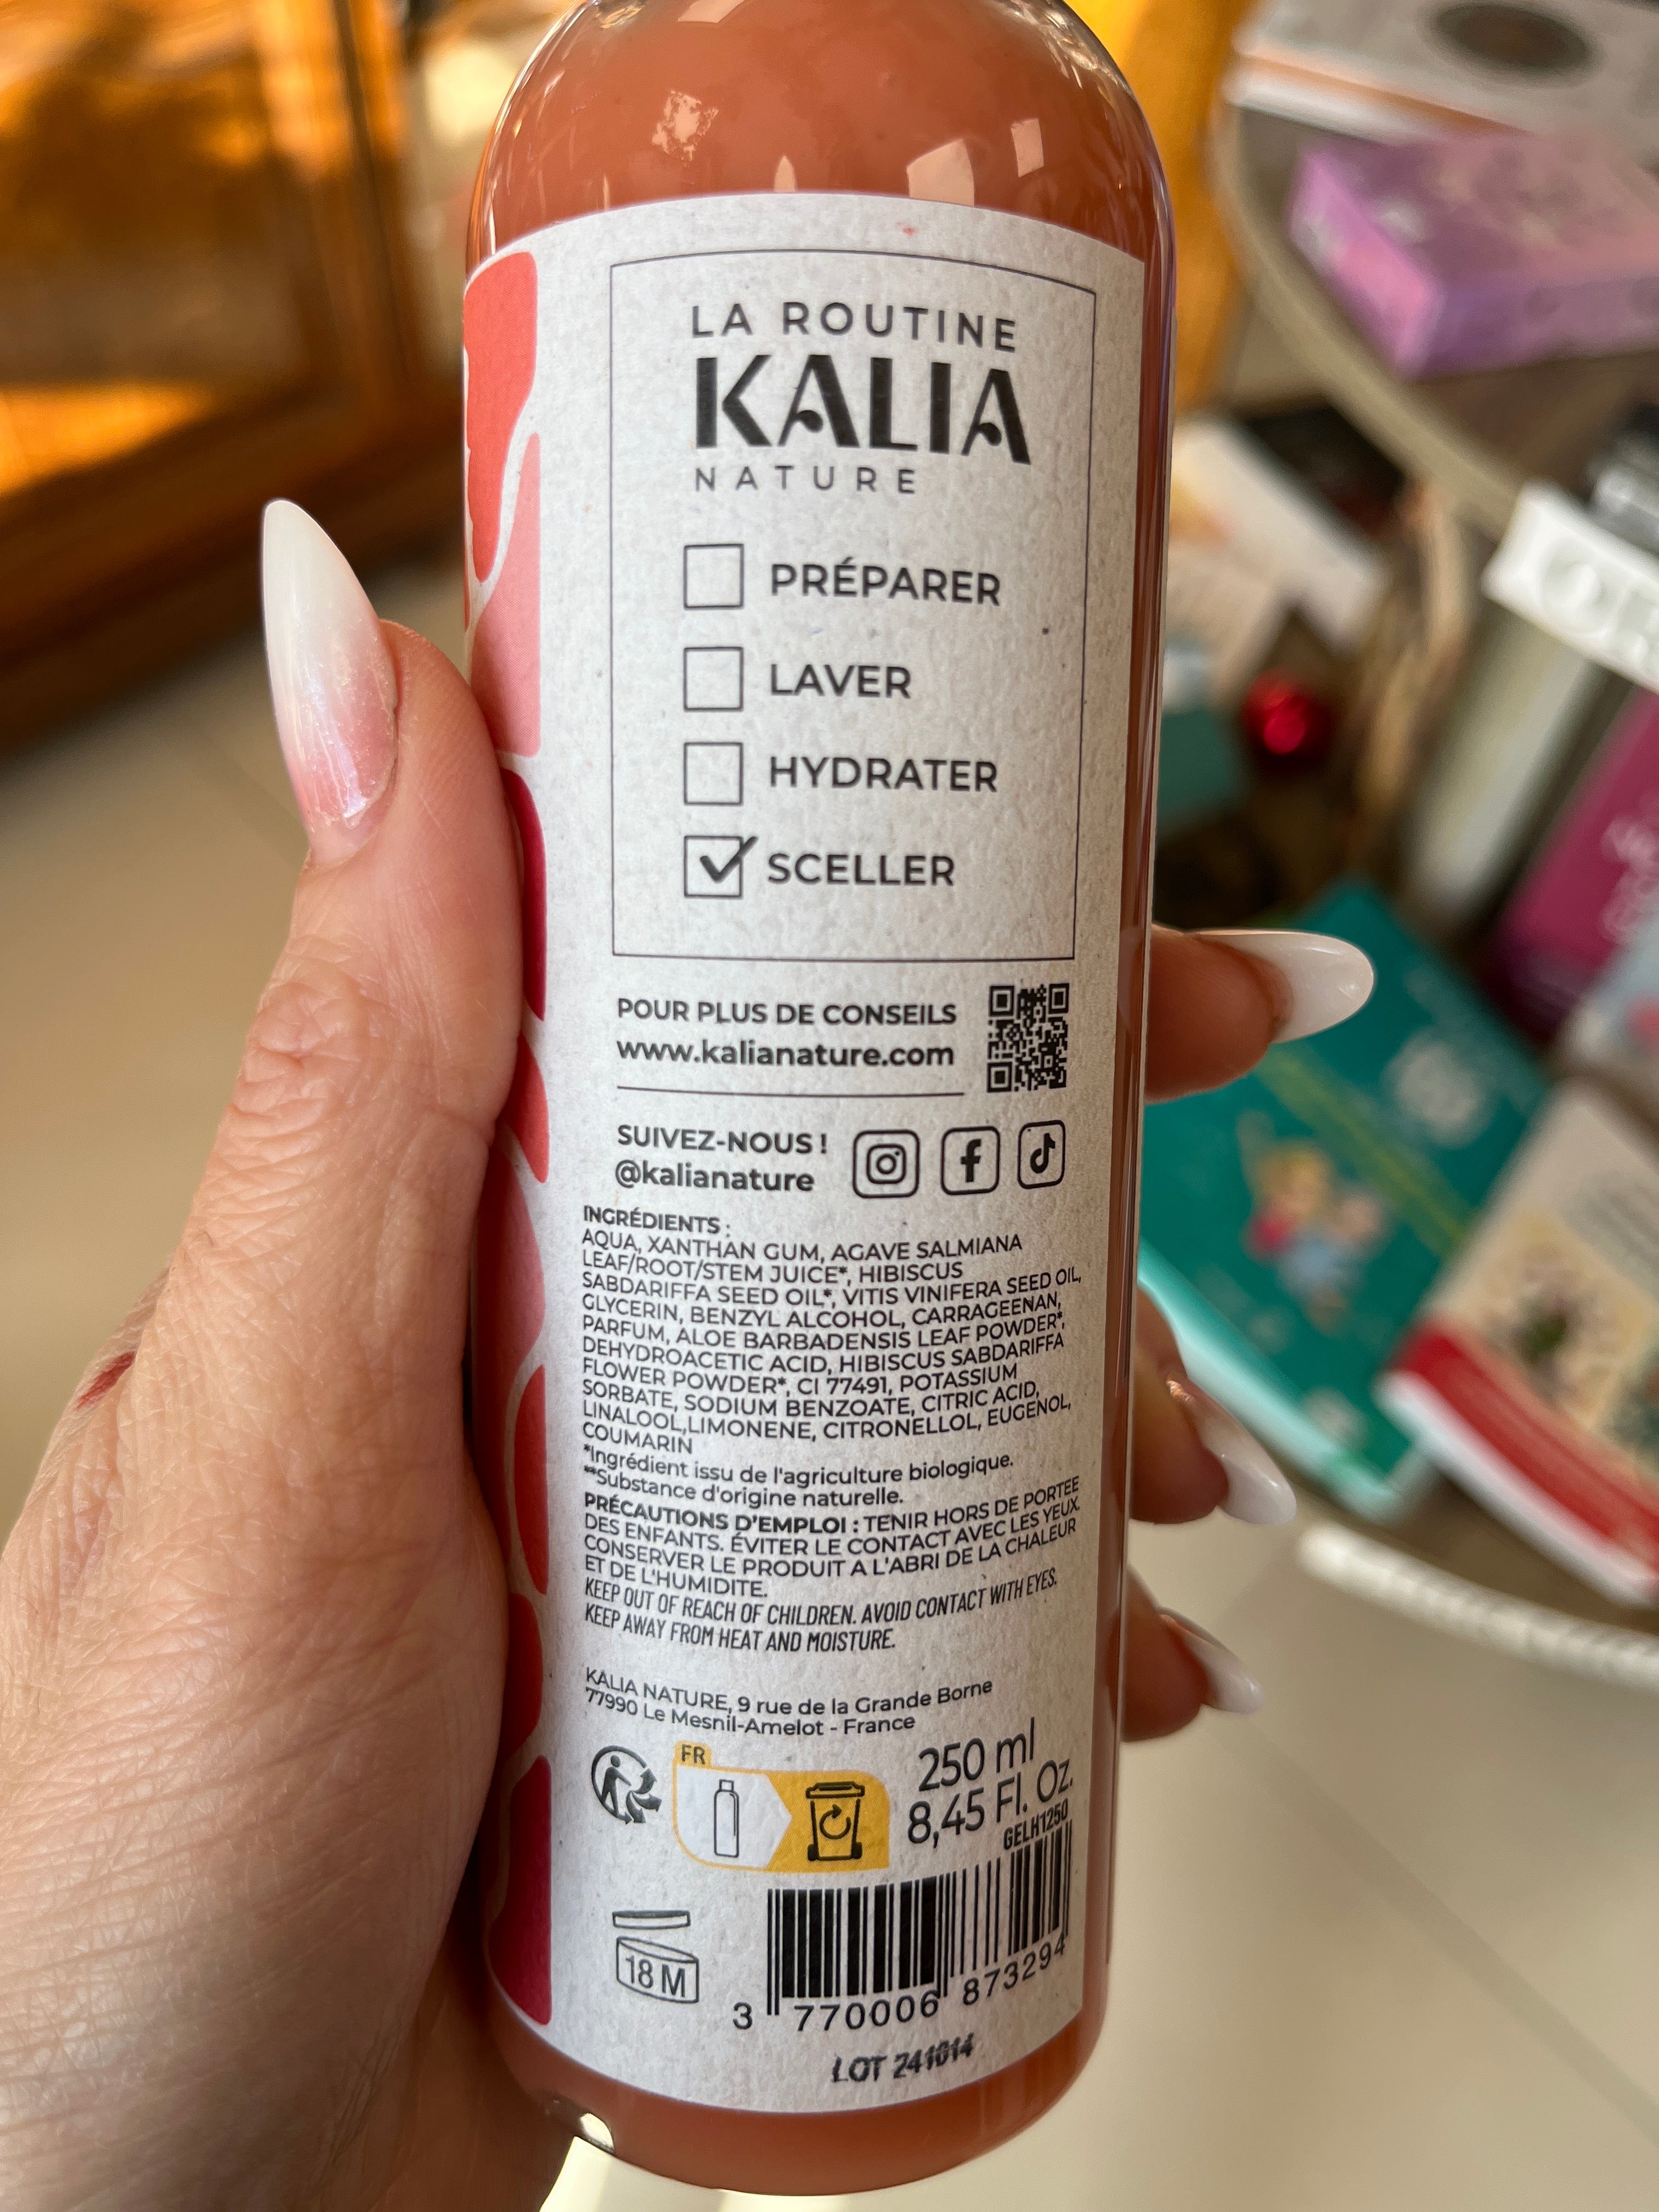 LA ROUTINE
KALIA
NATURE
PRÉPARER
LAVER
HYDRATER
SCELLER
POUR PLUS DE CONSEILS
www.kalianature.com
SUIVEZ-NOUS !
@kalianature
INGRÉDIENTS :
AQUA, XANTHAN GUM, AGAVE SALMIANA
LEAF/ROOT/STEM JUICE*, HIBISCUS
SABDARIFFA SEED OIL*, VITIS VINIFERA SEED OIL,
GLYCERIN, BENZYL ALCOHOL, CARRAGEENAN,
PARFUM, ALOE BARBADENSIS LEAF POWDER*,
DEHYDROACETIC ACID, HIBISCUS SABDARIFFA
FLOWER POWDER*, CI 77491, POTASSIUM
SORBATE, SODIUM BENZOATE, CITRIC ACID,
LINALOOL,LIMONENE, CITRONELLOL, EUGENOL,
COUMARIN
*Ingrédient issu de l'agriculture biologique.
**Substance d'origine naturelle.
PRÉCAUTIONS D'EMPLOI : TENIR HORS DE PORTEE
DES ENFANTS. ÉVITER LE CONTACT AVEC LES YEUX.
CONSERVER LE PRODUIT A L'ABRI DE LA CHALEUR
ET DE L'HUMIDITE.
KEEP OUT OF REACH OF CHILDREN. AVOID CONTACT WITH EYES.
KEEP AWAY FROM HEAT AND MOISTURE.
KALIA NATURE, 9 rue de la Grande Borne
77990 Le Mesnil-Amelot - France
FR
250 ml
8,45 Fl. Oz.
GELH1250
18 M
3 770006 873294
LOT 241014